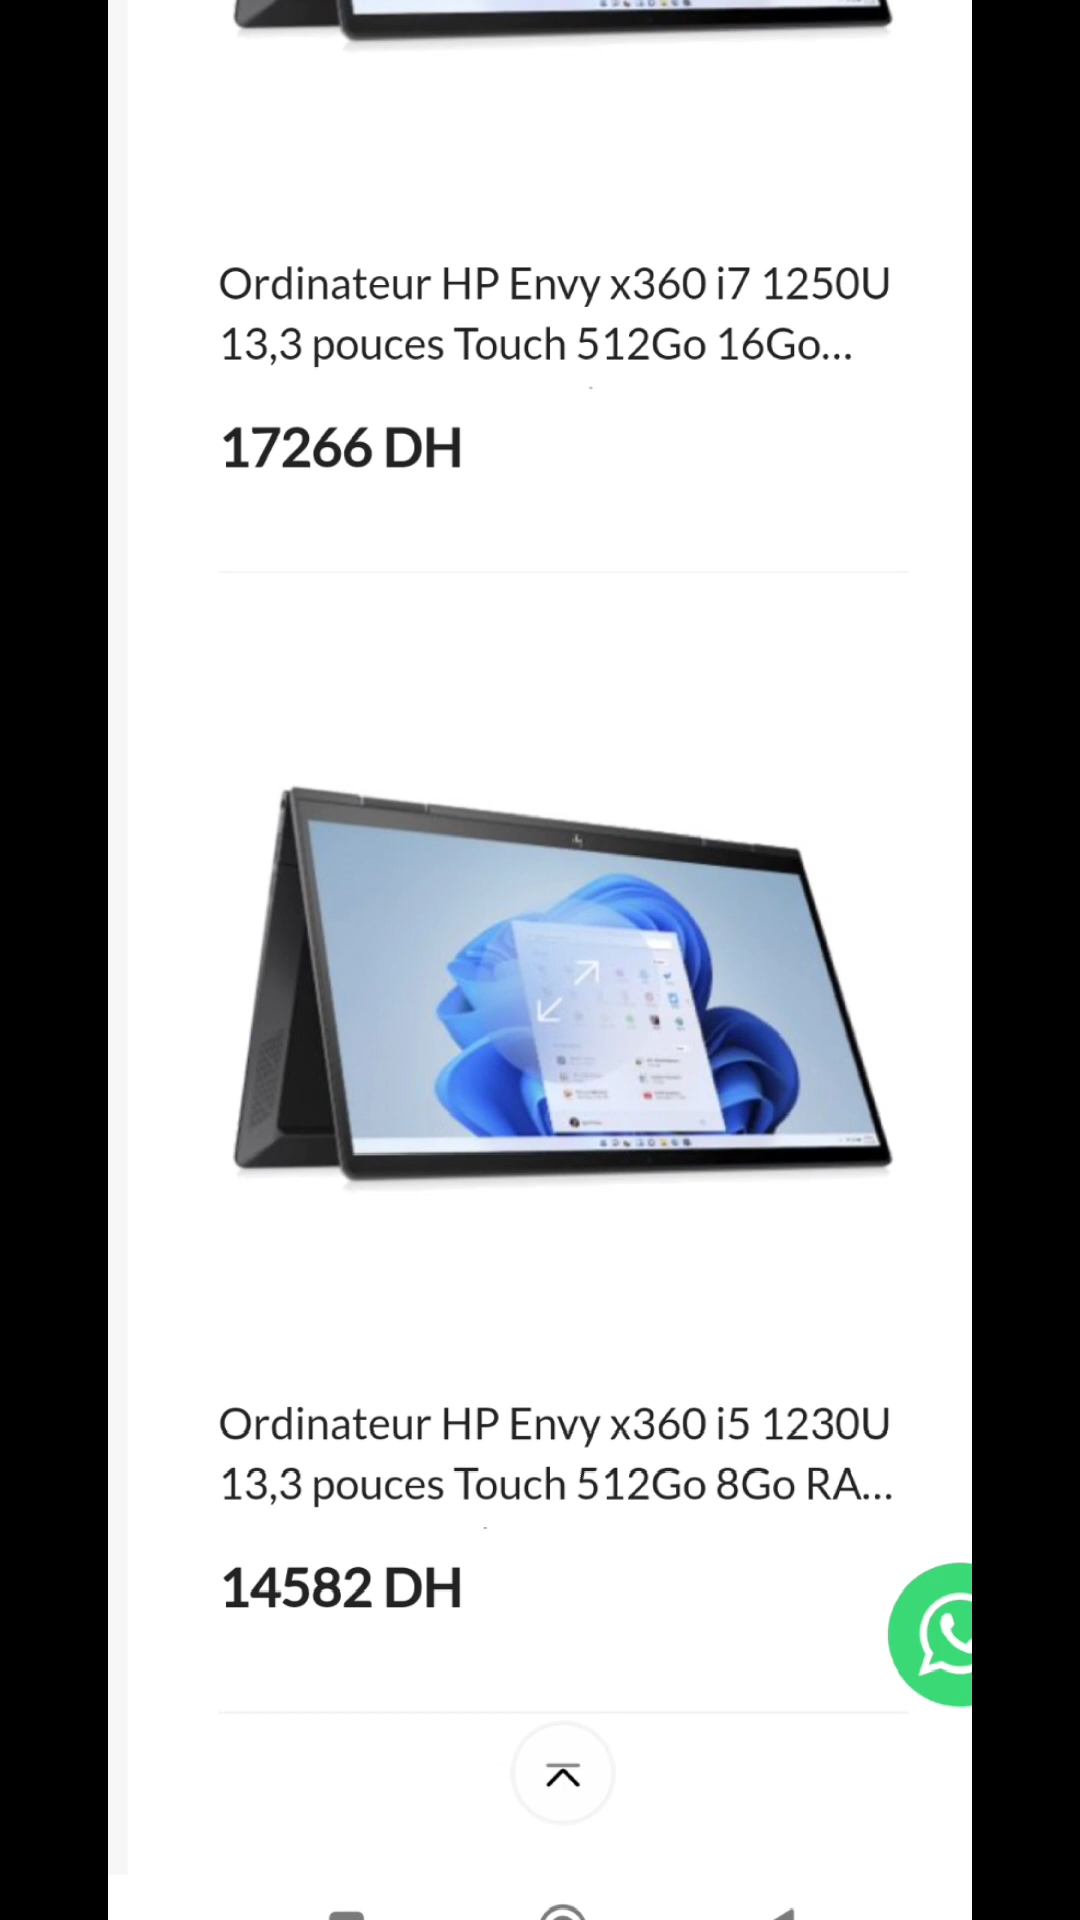 Ordinateur HP Envy x360 i7 1250U
13,3 pouces Touch 512Go 16Go...
17266 DH
Ordinateur HP Envy x360 i5 1230U
13,3 pouces Touch 512Go 8Go RA...
14582 DH